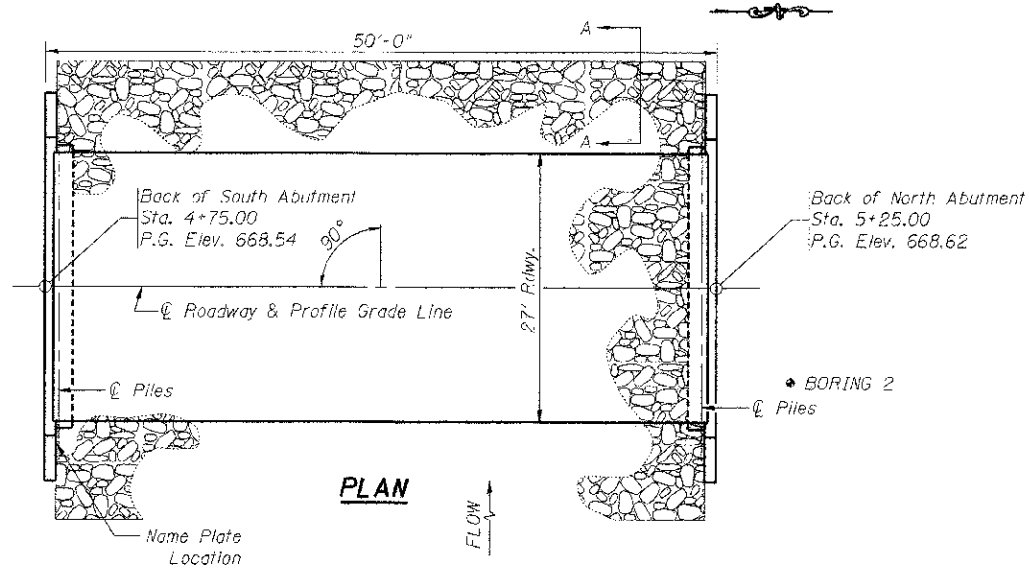 50'-0"
A
A
Back of South Abutment
Sta. 4+75.00
P.G. Elev. 668.54
90°
Back of North Abutment
Sta. 5+25.00
P.G. Elev. 668.62
℄ Roadway & Profile Grade Line
27' Rdwy.
BORING 2
℄ Piles
℄ Piles
PLAN
FLOW
Name Plate
Location